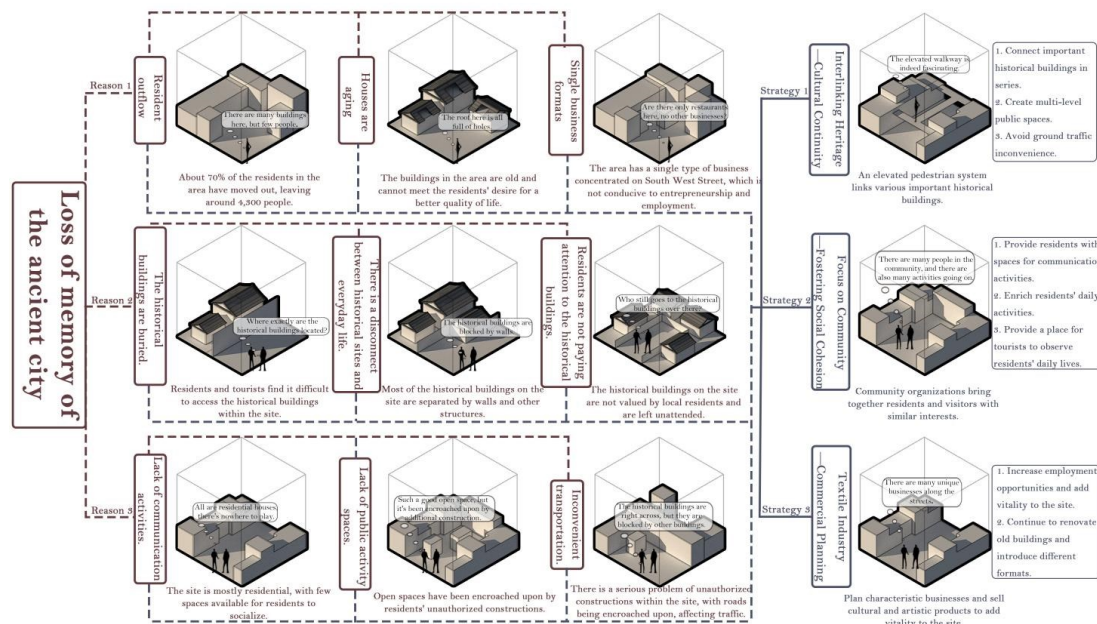 Loss of memory of
the ancient city
Reason 1
Resident
outflow
There are many buildings
here, but few people.
About 70% of the residents in the
area have moved out, leaving
around 4,300 people.
Houses are
aging
The roof here is all
full of holes.
The buildings in the area are old and
cannot meet the residents' desire for a
better quality of life.
Single business
formats
Are there only restaurants
here, no other businesses?
The area has a single type of business
concentrated on South West Street, which is
not conducive to entrepreneurship and
employment.
Reason 2
The historical
buildings are buried.
Where exactly are the
historical buildings located?
Residents and tourists find it difficult
to access the historical buildings
within the site.
There is a disconnect
between historical sites and
everyday life.
The historical buildings are
blocked by walls.
Most of the historical buildings on the
site are separated by walls and other
structures.
Residents are not paying
attention to the historical
buildings.
Who still goes to the historical
buildings over there?
The historical buildings on the site
are not valued by local residents and
are left unattended.
Reason 3
Lack of communication
activities.
All are residential houses,
there's nowhere to play.
The site is mostly residential, with few
spaces available for residents to
socialize.
Lack of public activity
spaces.
Such a good open space, but
it's been encroached upon by
additional construction.
Open spaces have been encroached upon by
residents' unauthorized constructions.
Inconvenient
transportation.
The historical buildings are
right across, but they are
blocked by other buildings.
There is a serious problem of unauthorized
constructions within the site, with roads
being encroached upon, affecting traffic.
Strategy 1
Interlinking Heritage
—Cultural Continuity
The elevated walkway is
indeed fascinating.
1. Connect important
historical buildings in
series.
2. Create multi-level
public spaces.
3. Avoid ground traffic
inconvenience.
An elevated pedestrian system
links various important historical
buildings.
Strategy 2
Focus on Community
—Fostering Social Cohesion
There are many people in the
community, and there are
also many activities going on.
1. Provide residents with
spaces for communication
activities.
2. Enrich residents' daily
activities.
3. Provide a place for
tourists to observe
residents' daily lives.
Community organizations bring
together residents and visitors with
similar interests.
Strategy 3
Textile Industry
—Commercial Planning
There are many unique
businesses along the
streets.
1. Increase employment
opportunities and add
vitality to the site.
2. Continue to renovate
old buildings and
introduce different
formats.
Plan characteristic businesses and sell
cultural and artistic products to add
vitality to the site.